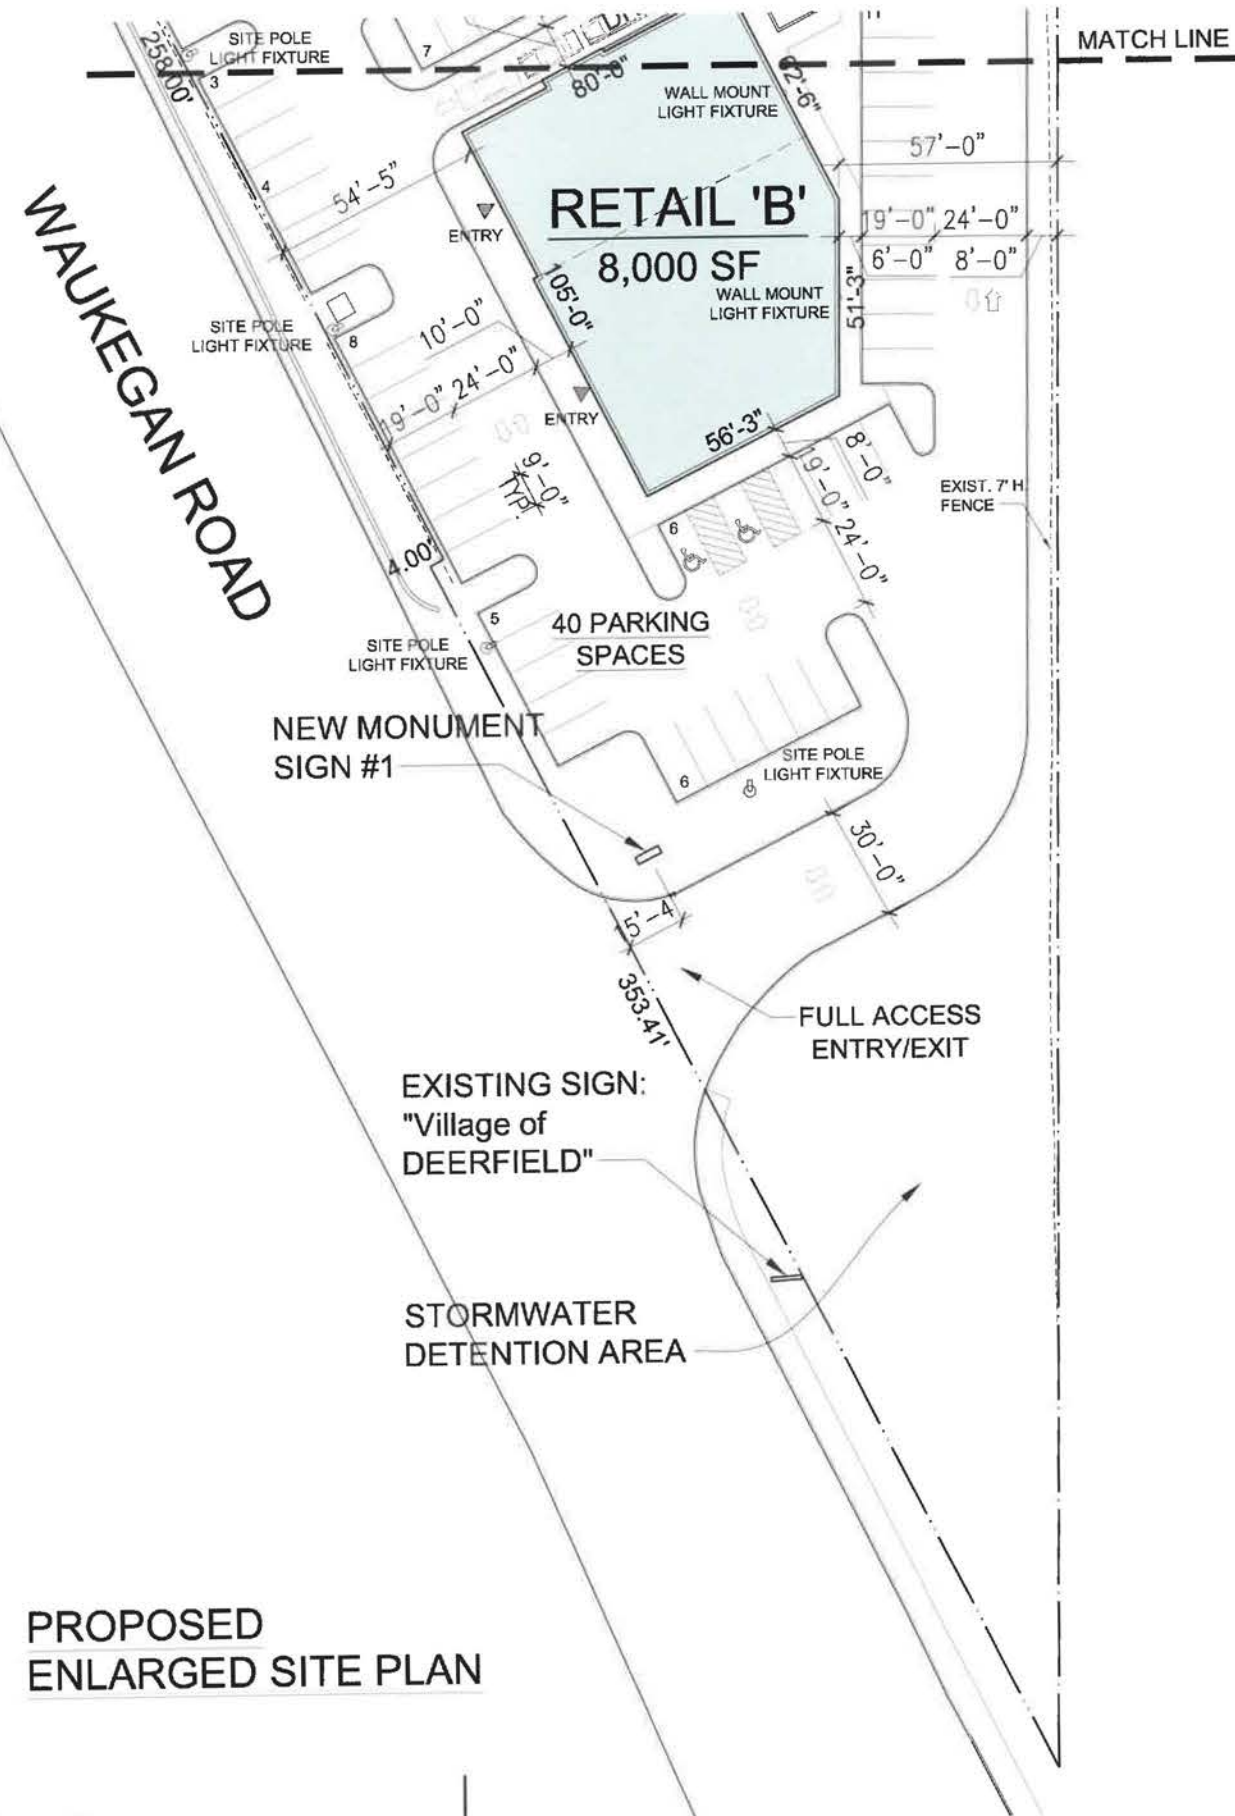 MATCH LINE
258.00'
SITE POLE
LIGHT FIXTURE
3
7
80'-0"
WALL MOUNT
LIGHT FIXTURE
57'-0"
4
54'-5"
WAUKEGAN ROAD
ENTRY
RETAIL 'B'
8,000 SF
19'-0"
24'-0"
6'-0"
8'-0"
WALL MOUNT
LIGHT FIXTURE
51'-3"
105'-0"
SITE POLE
LIGHT FIXTURE
8
10'-0"
19'-0"
24'-0"
ENTRY
56'-3"
8'-0"
19'-0"
24'-0"
9'-0"
TYP.
EXIST. 7' H
FENCE
6
4.00'
5
40 PARKING
SPACES
SITE POLE
LIGHT FIXTURE
NEW MONUMENT
SIGN #1
SITE POLE
LIGHT FIXTURE
6
30'-0"
15'-4"
353.41'
FULL ACCESS
ENTRY/EXIT
EXISTING SIGN:
"Village of
DEERFIELD"
STORMWATER
DETENTION AREA
PROPOSED
ENLARGED SITE PLAN